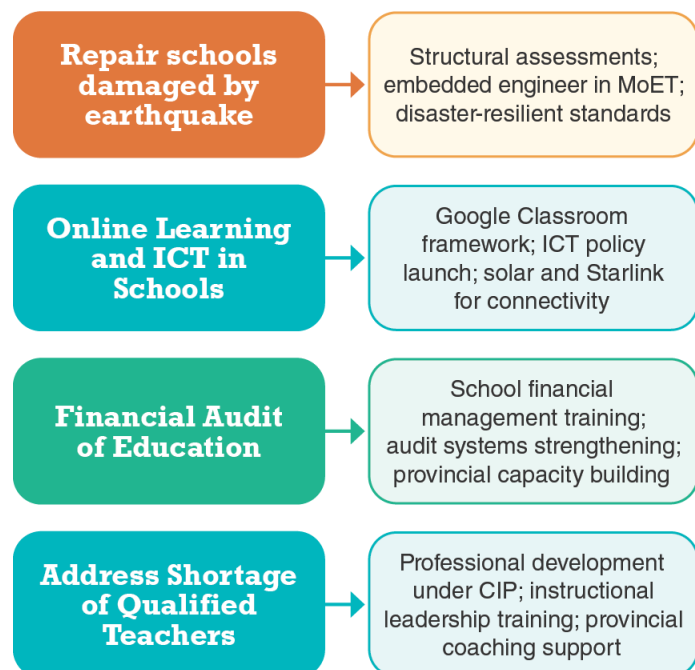 Repair schools
damaged by
earthquake
Structural assessments;
embedded engineer in MoET;
disaster-resilient standards
Online Learning
and ICT in
Schools
Google Classroom
framework; ICT policy
launch; solar and Starlink
for connectivity
Financial Audit
of Education
School financial
management training;
audit systems strengthening;
provincial capacity building
Address Shortage
of Qualified
Teachers
Professional development
under CIP; instructional
leadership training; provincial
coaching support